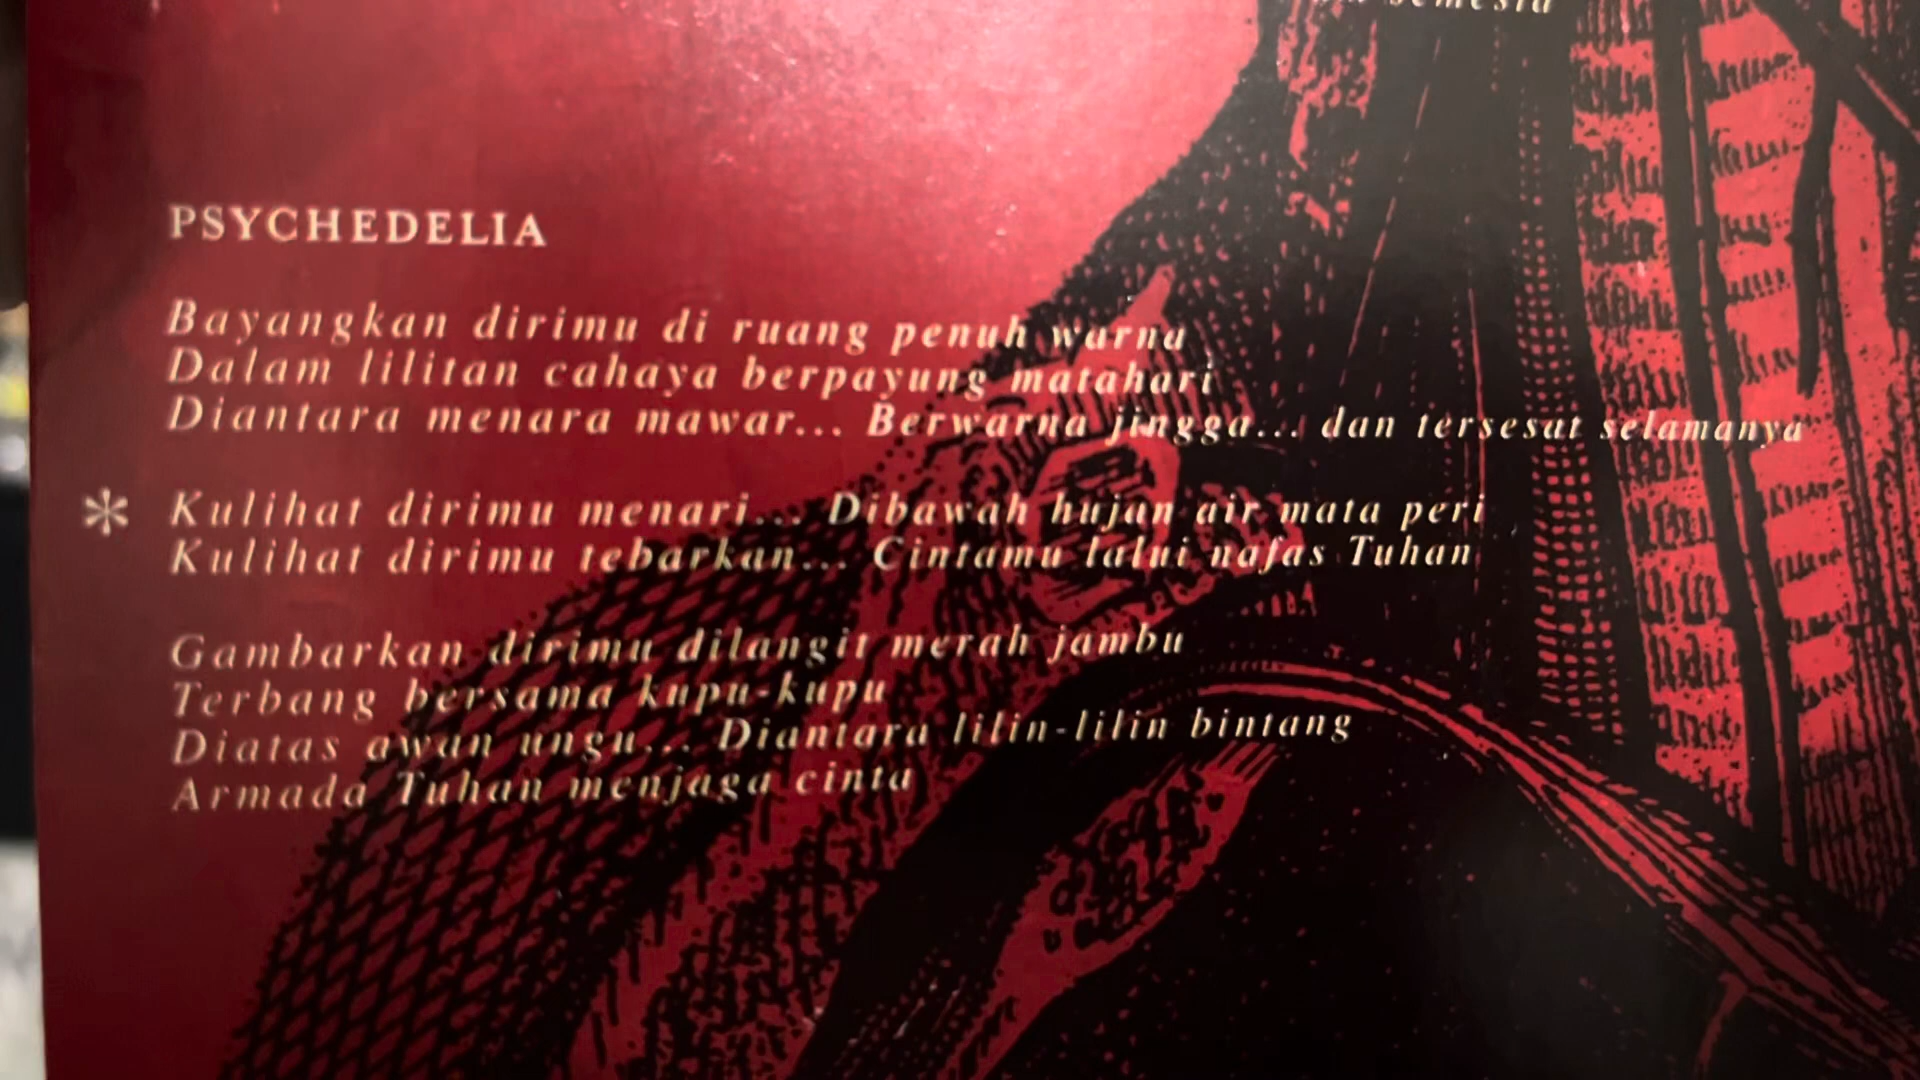 semesta
PSYCHEDELIA
Bayangkan dirimu di ruang penuh warna
Dalam lilitan cahaya berpayung matahari
Diantara menara mawar... Berwarna jingga... dan tersesat selamanya
* Kulihat dirimu menari... Dibawah hujan air mata peri
Kulihat dirimu tebarkan... Cintamu lalui nafas Tuhan
Gambarkan dirimu dilangit merah jambu
Terbang bersama kupu-kupu
Diatas awan ungu... Diantara lilin-lilin bintang
Armada Tuhan menjaga cinta